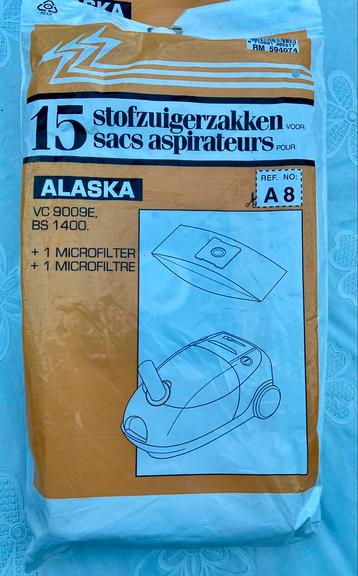 ALASKA
RM 594074
15 stofzuigerzakken VOOR
sacs aspirateurs POUR
ALASKA
REF. NO:
A 8
VC 9009E,
BS 1400.
+ 1 MICROFILTER
+ 1 MICROFILTRE